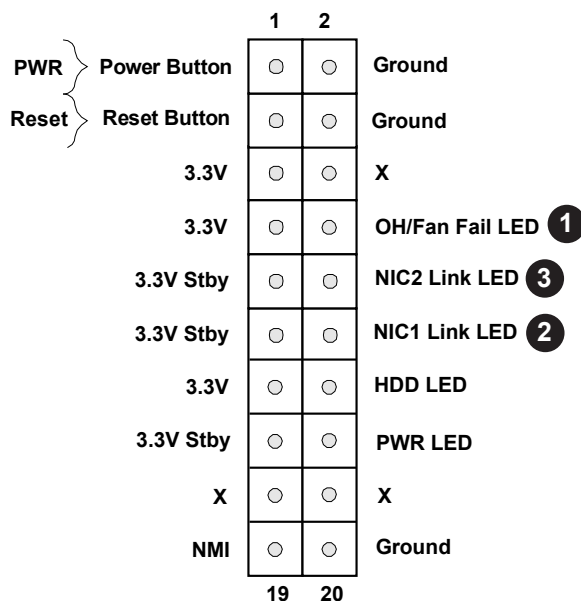 1 2
PWR Power Button Ground
Reset Reset Button Ground
3.3V X
3.3V OH/Fan Fail LED 1
3.3V Stby NIC2 Link LED 3
3.3V Stby NIC1 Link LED 2
3.3V HDD LED
3.3V Stby PWR LED
X X
NMI Ground
19 20